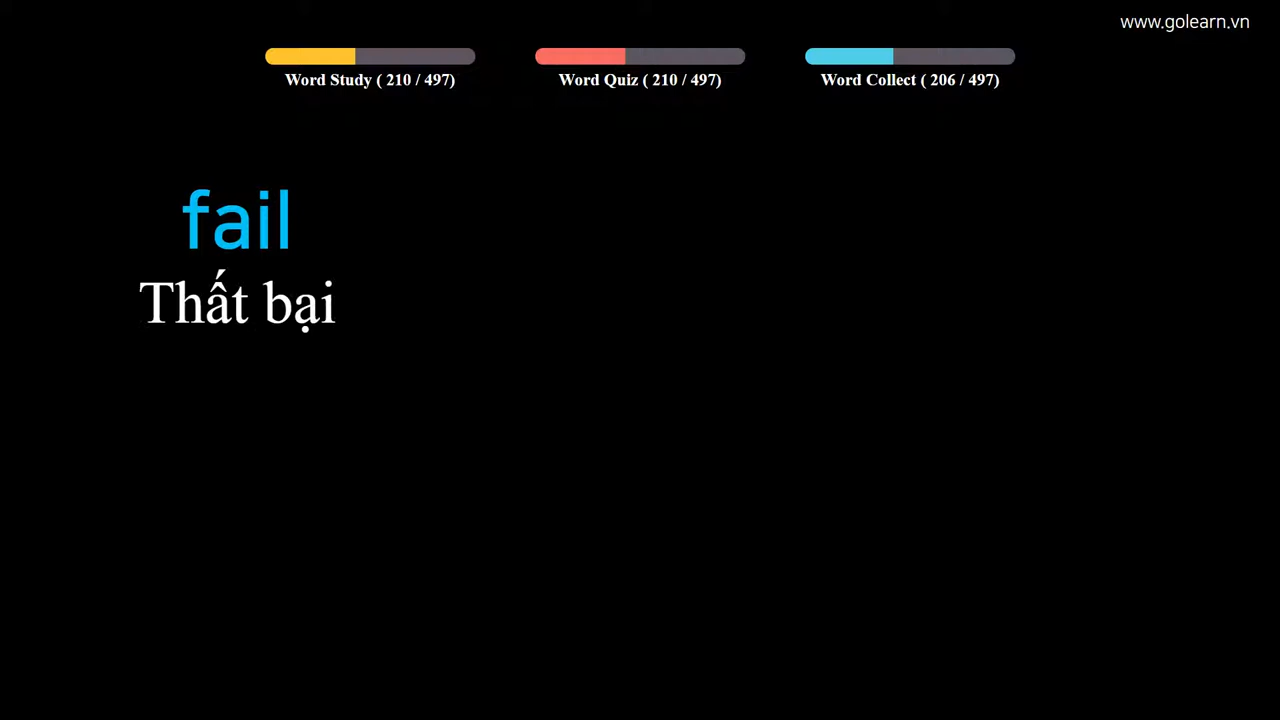 www.golearn.vn
Word Study ( 210 / 497)
Word Quiz ( 210 / 497)
Word Collect ( 206 / 497)
fail
Thất bại